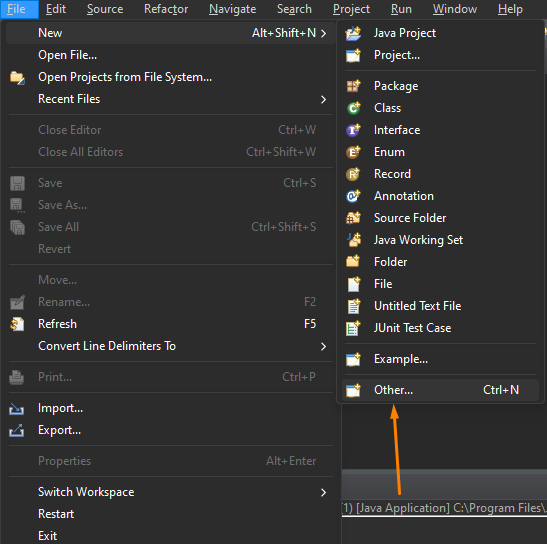 File Edit Source Refactor Navigate Search Project Run Window Help
New Alt+Shift+N
Open File...
Open Projects from File System...
Recent Files
Close Editor Ctrl+W
Close All Editors Ctrl+Shift+W
Save Ctrl+S
Save As...
Save All Ctrl+Shift+S
Revert
Move...
Rename... F2
Refresh F5
Convert Line Delimiters To
Print... Ctrl+P
Import...
Export...
Properties Alt+Enter
Switch Workspace
Restart
Exit
Java Project
Project...
Package
Class
Interface
Enum
Record
Annotation
Source Folder
Java Working Set
Folder
File
Untitled Text File
JUnit Test Case
Example...
Other... Ctrl+N
(1) [Java Application] C:\Program Files\